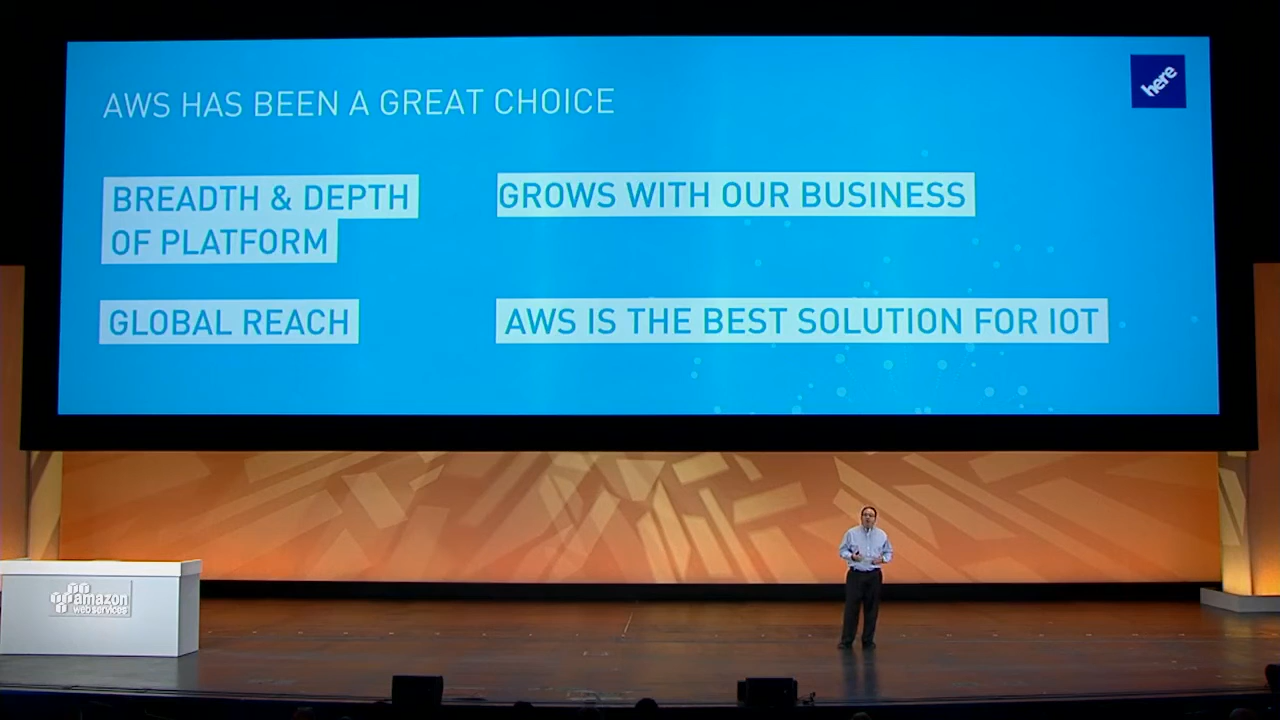 AWS HAS BEEN A GREAT CHOICE
here
BREADTH & DEPTH
OF PLATFORM
GROWS WITH OUR BUSINESS
GLOBAL REACH
AWS IS THE BEST SOLUTION FOR IOT
amazon
web services